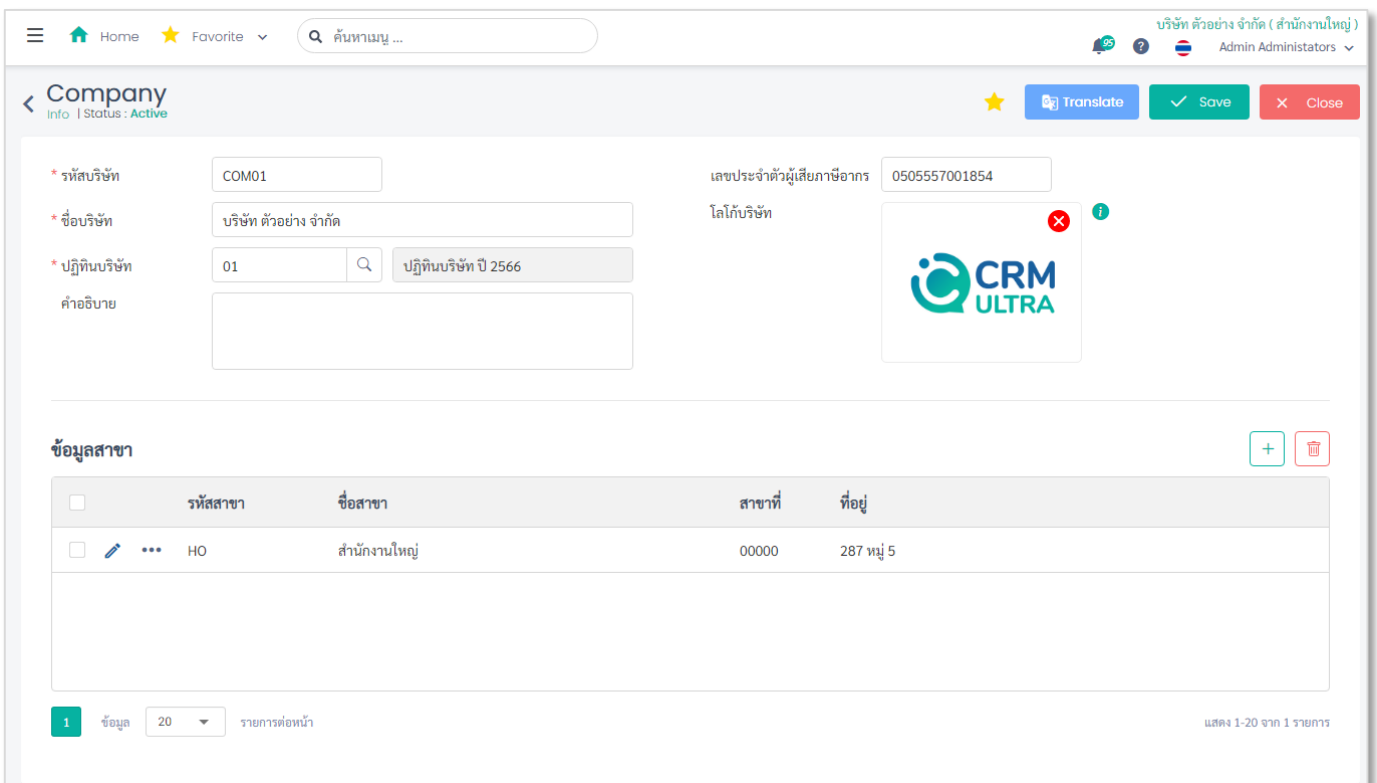 บริษัท ตัวอย่าง จำกัด ( สำนักงานใหญ่ )
Home Favorite ค้นหาเมนู ... 95 Admin Administators
Company
Info | Status : Active
Translate Save Close
* รหัสบริษัท COM01 เลขประจำตัวผู้เสียภาษีอากร 0505557001854
* ชื่อบริษัท บริษัท ตัวอย่าง จำกัด โลโก้บริษัท
* ปฏิทินบริษัท 01 ปฏิทินบริษัท ปี 2566
CRM
ULTRA
คำอธิบาย
ข้อมูลสาขา
รหัสสาขา ชื่อสาขา สาขาที่ ที่อยู่
HO สำนักงานใหญ่ 00000 287 หมู่ 5
1 ข้อมูล 20 รายการต่อหน้า แสดง 1-20 จาก 1 รายการ